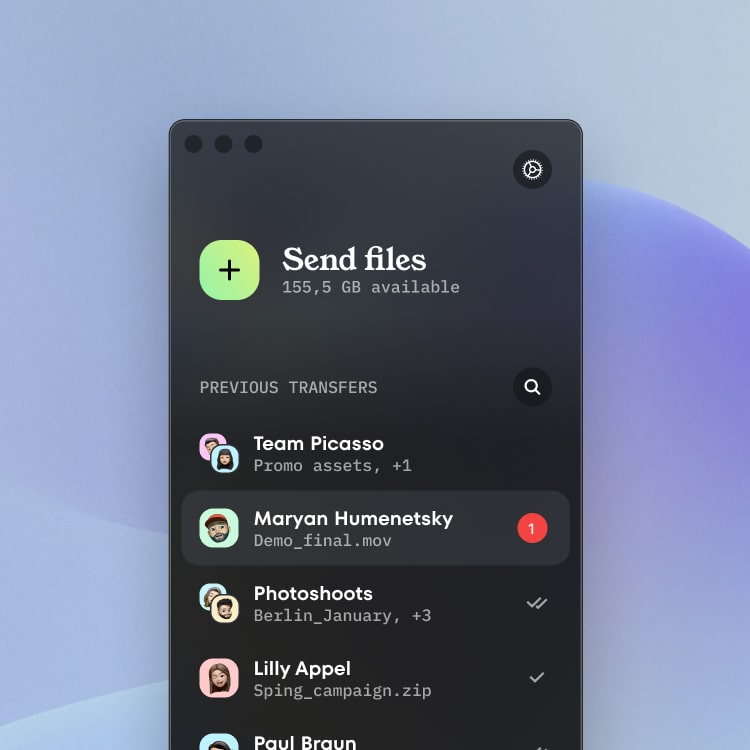 Send files
155,5 GB available
PREVIOUS TRANSFERS
Team Picasso
Promo assets, +1
Maryan Humenetsky
Demo_final.mov
1
Photoshoots
Berlin_January, +3
Lilly Appel
Sping_campaign.zip
Paul Braun